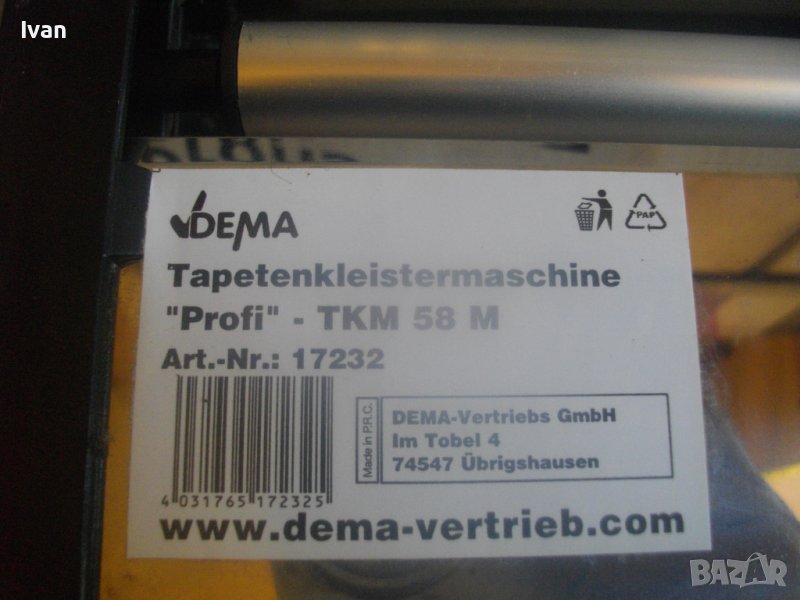 Ivan
DEMA
PAP
Tapetenkleistermaschine
"Profi" - TKM 58 M
Art.-Nr.: 17232
Made in P.R.C.
DEMA-Vertriebs GmbH
Im Tobel 4
74547 Übrigshausen
4 031765 172325
www.dema-vertrieb.com
BAZAR